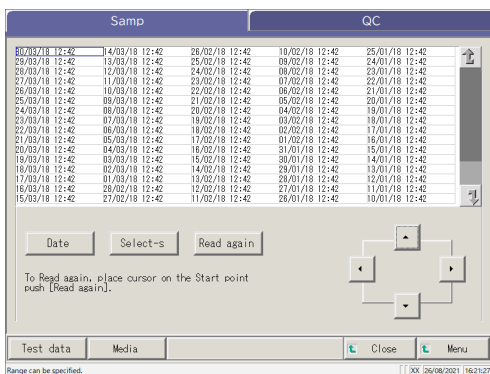 Samp QC
30/03/18 12:42 14/03/18 12:42 26/02/18 12:42 10/02/18 12:42 25/01/18 12:42
29/03/18 12:42 13/03/18 12:42 25/02/18 12:42 09/02/18 12:42 24/01/18 12:42
28/03/18 12:42 12/03/18 12:42 24/02/18 12:42 08/02/18 12:42 23/01/18 12:42
27/03/18 12:42 11/03/18 12:42 23/02/18 12:42 07/02/18 12:42 22/01/18 12:42
26/03/18 12:42 10/03/18 12:42 22/02/18 12:42 06/02/18 12:42 21/01/18 12:42
25/03/18 12:42 09/03/18 12:42 21/02/18 12:42 05/02/18 12:42 20/01/18 12:42
24/03/18 12:42 08/03/18 12:42 20/02/18 12:42 04/02/18 12:42 19/01/18 12:42
23/03/18 12:42 07/03/18 12:42 19/02/18 12:42 03/02/18 12:42 18/01/18 12:42
22/03/18 12:42 06/03/18 12:42 18/02/18 12:42 02/02/18 12:42 17/01/18 12:42
21/03/18 12:42 05/03/18 12:42 17/02/18 12:42 01/02/18 12:42 16/01/18 12:42
20/03/18 12:42 04/03/18 12:42 16/02/18 12:42 31/01/18 12:42 15/01/18 12:42
19/03/18 12:42 03/03/18 12:42 15/02/18 12:42 30/01/18 12:42 14/01/18 12:42
18/03/18 12:42 02/03/18 12:42 14/02/18 12:42 29/01/18 12:42 13/01/18 12:42
17/03/18 12:42 01/03/18 12:42 13/02/18 12:42 28/01/18 12:42 12/01/18 12:42
16/03/18 12:42 28/02/18 12:42 12/02/18 12:42 27/01/18 12:42 11/01/18 12:42
15/03/18 12:42 27/02/18 12:42 11/02/18 12:42 26/01/18 12:42 10/01/18 12:42
Date Select-s Read again
To Read again, place cursor on the Start point
push [Read again].
Test data Media Close Menu
Range can be specified. XX 26/08/2021 16:21:27